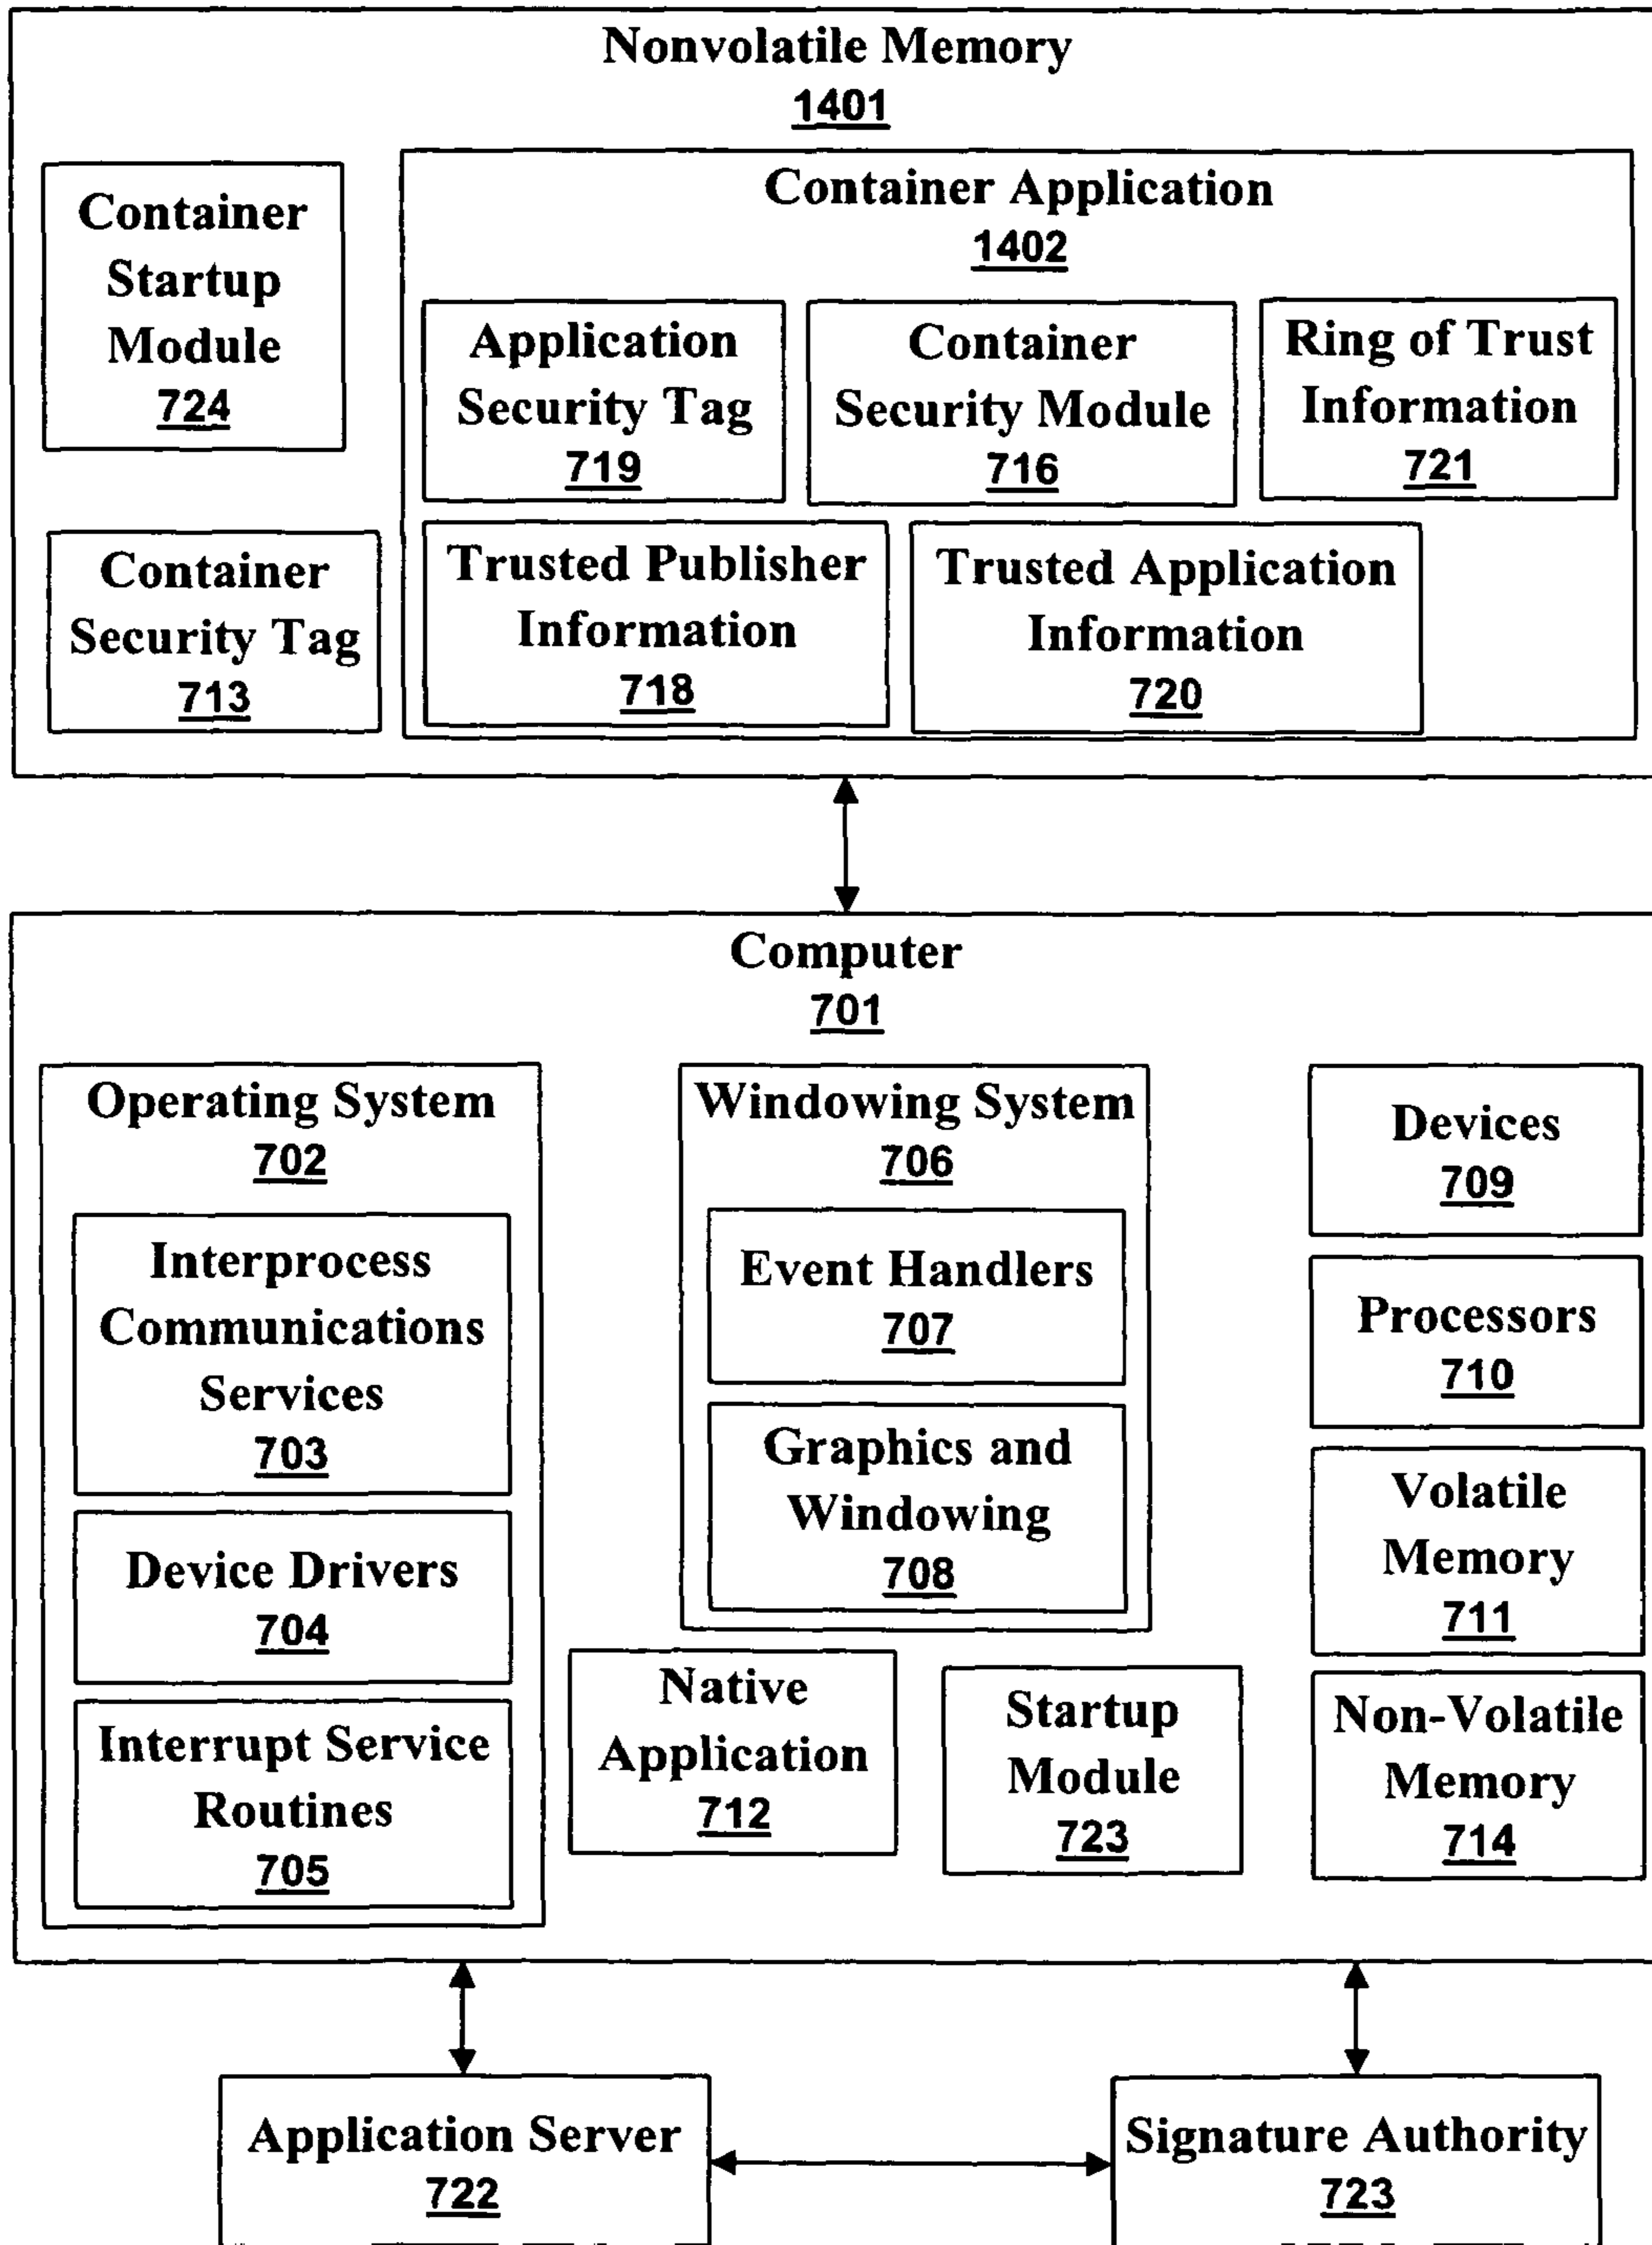 Nonvolatile Memory
1401
Container
Startup
Module
724
Container
Security Tag
713
Container Application
1402
Application
Security Tag
719
Container
Security Module
716
Ring of Trust
Information
721
Trusted Publisher
Information
718
Trusted Application
Information
720
Computer
701
Operating System
702
Interprocess
Communications
Services
703
Device Drivers
704
Interrupt Service
Routines
705
Windowing System
706
Event Handlers
707
Graphics and
Windowing
708
Native
Application
712
Startup
Module
723
Devices
709
Processors
710
Volatile
Memory
711
Non-Volatile
Memory
714
Application Server
722
Signature Authority
723